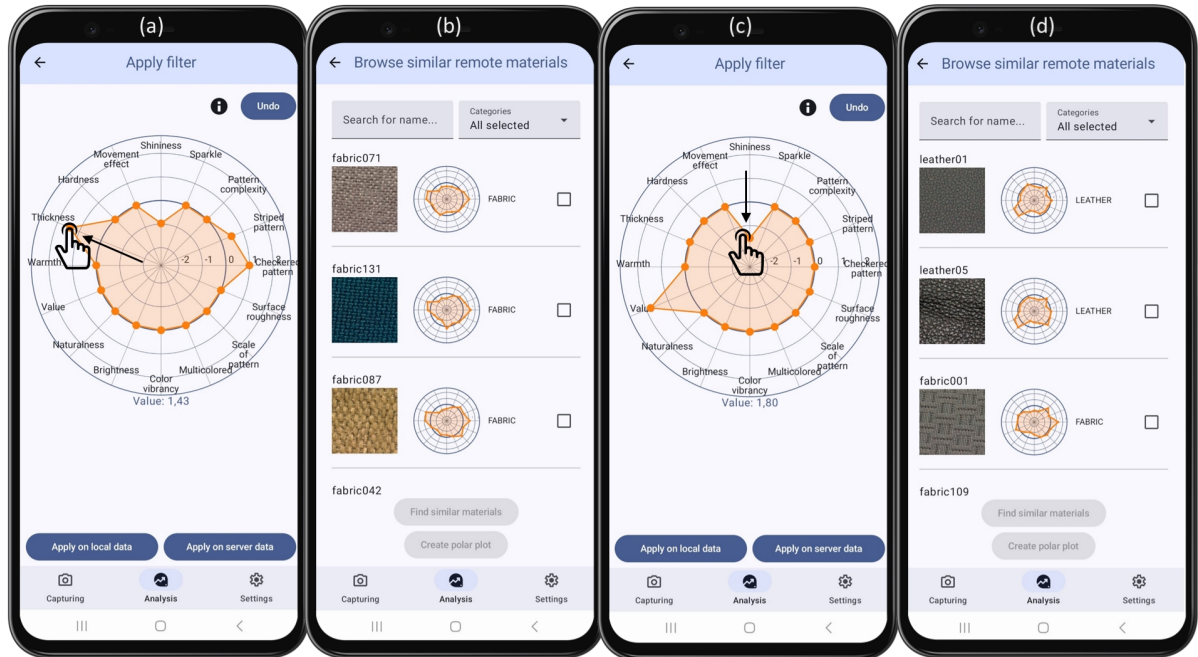 (a)
Apply filter
Undo
Shininess
Movement
effect
Sparkle
Hardness
Pattern
complexity
Thickness
Striped
pattern
Warmth
-2 -1 0 1 2
Checkered
pattern
Value
Surface
roughness
Naturalness
Scale
of
pattern
Brightness
Multicolored
Color
vibrancy
Value: 1,43
Apply on local data
Apply on server data
Capturing
Analysis
Settings
(b)
Browse similar remote materials
Search for name...
Categories
All selected
fabric071
FABRIC
fabric131
FABRIC
fabric087
FABRIC
fabric042
Find similar materials
Create polar plot
Capturing
Analysis
Settings
(c)
Apply filter
Undo
Shininess
Movement
effect
Sparkle
Hardness
Pattern
complexity
Thickness
Striped
pattern
Warmth
-2 -1 0 1 2
Checkered
pattern
Value
Surface
roughness
Naturalness
Scale
of
pattern
Brightness
Multicolored
Color
vibrancy
Value: 1,80
Apply on local data
Apply on server data
Capturing
Analysis
Settings
(d)
Browse similar remote materials
Search for name...
Categories
All selected
leather01
LEATHER
leather05
LEATHER
fabric001
FABRIC
fabric109
Find similar materials
Create polar plot
Capturing
Analysis
Settings